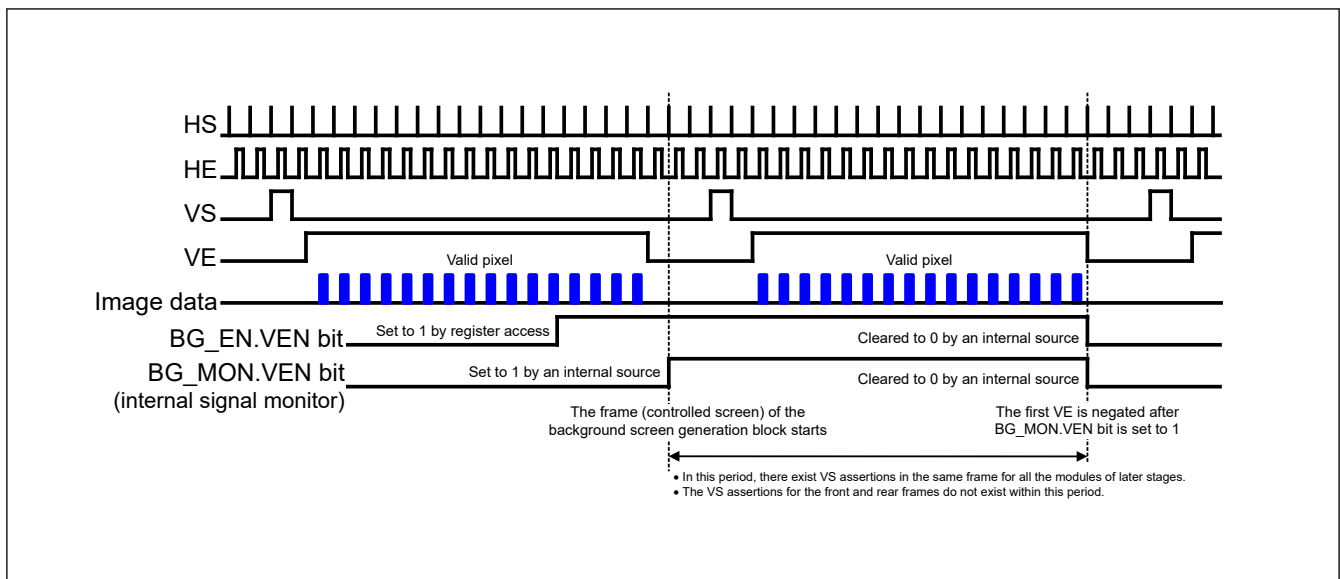 HS
HE
VS
VE
Valid pixel Valid pixel
Image data
BG_EN.VEN bit Set to 1 by register access Cleared to 0 by an internal source
BG_MON.VEN bit Set to 1 by an internal source Cleared to 0 by an internal source
(internal signal monitor)
The frame (controlled screen) of the
background screen generation block starts
The first VE is negated after
BG_MON.VEN bit is set to 1
• In this period, there exist VS assertions in the same frame for all the modules of later stages.
• The VS assertions for the front and rear frames do not exist within this period.